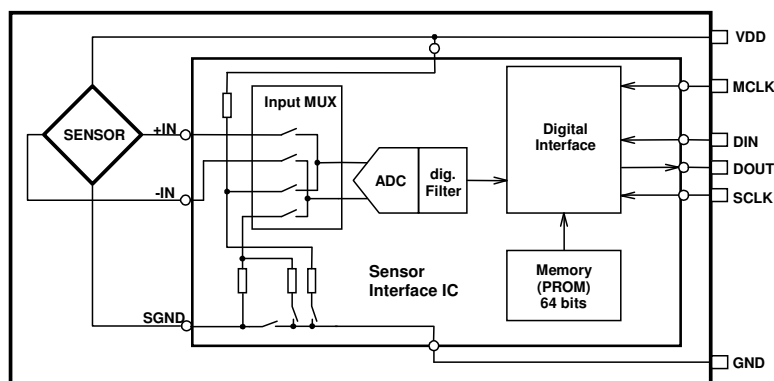 VDD
Input MUX
MCLK
SENSOR
+IN
Digital
Interface
DIN
DOUT
ADC
dig.
Filter
-IN
SCLK
Sensor
Interface IC
Memory
(PROM)
64 bits
SGND
GND